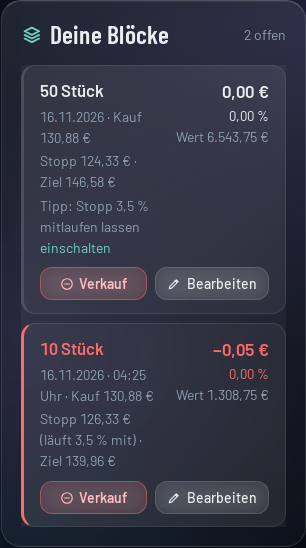 Deine Blöcke
2 offen
50 Stück
0,00 €
16.11.2026 · Kauf
130,88 €
0,00 %
Wert 6.543,75 €
Stopp 124,33 € ·
Ziel 146,58 €
Tipp: Stopp 3,5 %
mitlaufen lassen
einschalten
Verkauf
Bearbeiten
10 Stück
−0,05 €
16.11.2026 · 04:25
Uhr · Kauf 130,88 €
0,00 %
Wert 1.308,75 €
Stopp 126,33 €
(läuft 3,5 % mit) ·
Ziel 139,96 €
Verkauf
Bearbeiten